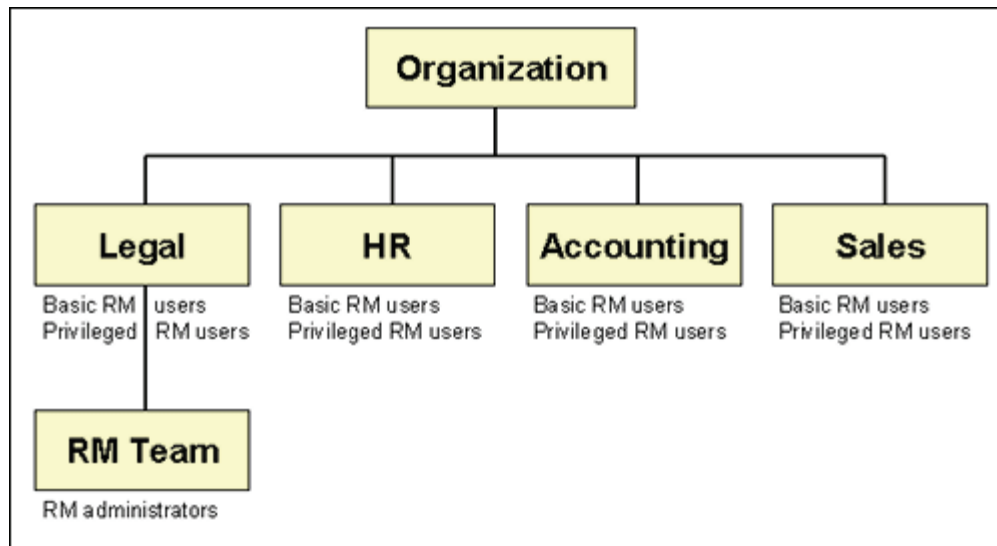 Organization
Legal
HR
Accounting
Sales
Basic RM users
Privileged RM users
Basic RM users
Privileged RM users
Basic RM users
Privileged RM users
Basic RM users
Privileged RM users
RM Team
RM administrators